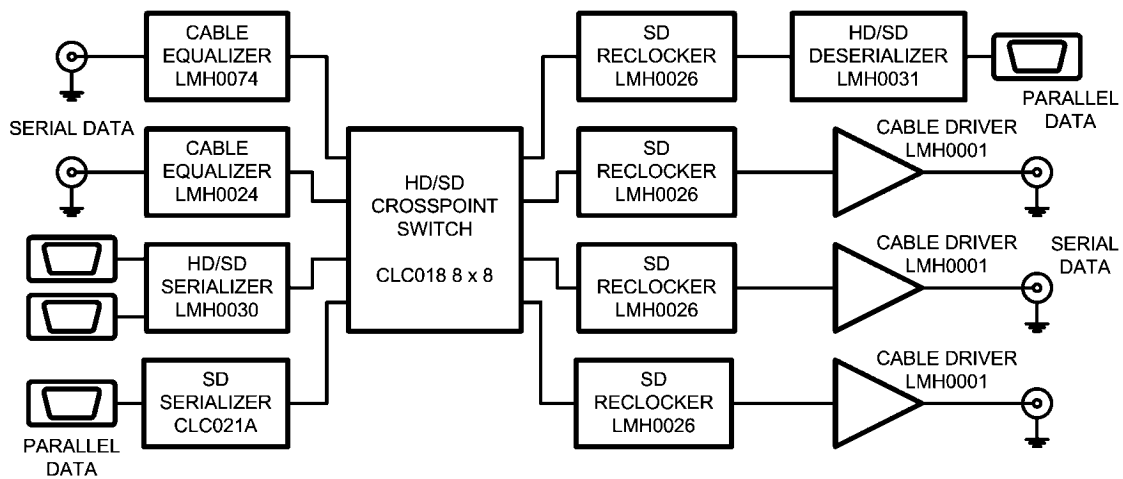 CABLE
EQUALIZER
LMH0074
SERIAL DATA
CABLE
EQUALIZER
LMH0024
HD/SD
SERIALIZER
LMH0030
SD
SERIALIZER
CLC021A
PARALLEL
DATA
HD/SD
CROSSPOINT
SWITCH
CLC018 8 x 8
SD
RECLOCKER
LMH0026
HD/SD
DESERIALIZER
LMH0031
PARALLEL
DATA
SD
RECLOCKER
LMH0026
CABLE DRIVER
LMH0001
SD
RECLOCKER
LMH0026
CABLE DRIVER
LMH0001
SERIAL
DATA
SD
RECLOCKER
LMH0026
CABLE DRIVER
LMH0001